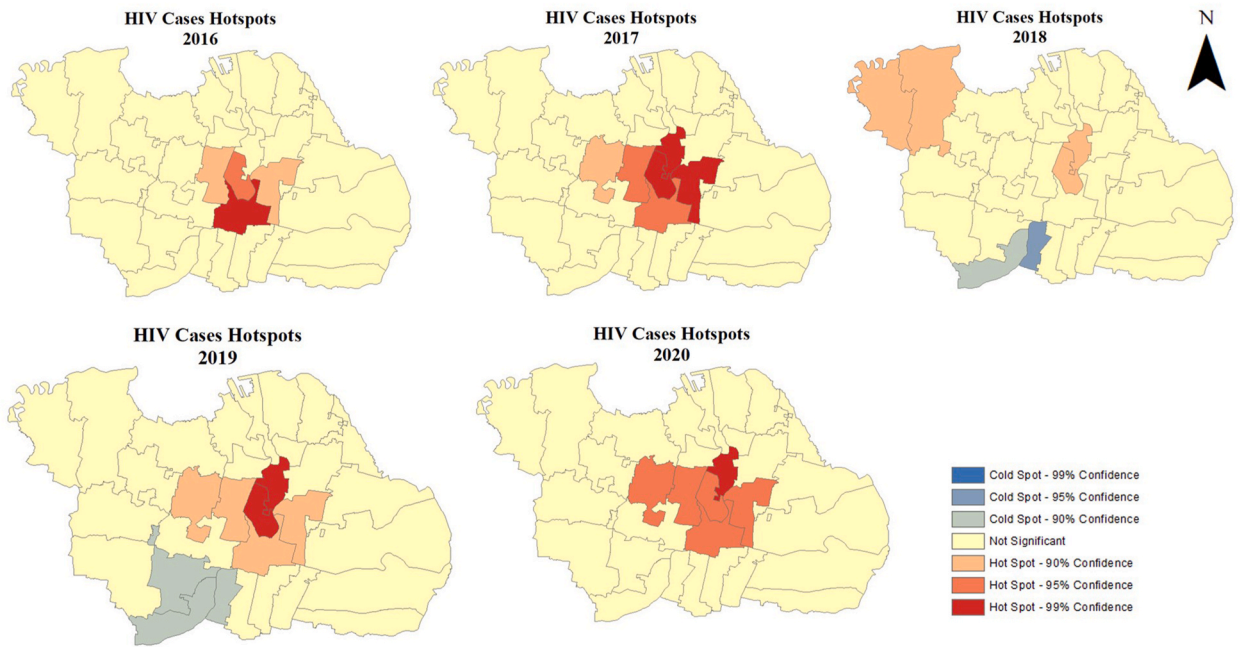 HIV Cases Hotspots
2016
HIV Cases Hotspots
2017
HIV Cases Hotspots
2018
N
HIV Cases Hotspots
2019
HIV Cases Hotspots
2020
Cold Spot - 99% Confidence
Cold Spot - 95% Confidence
Cold Spot - 90% Confidence
Not Significant
Hot Spot - 90% Confidence
Hot Spot - 95% Confidence
Hot Spot - 99% Confidence